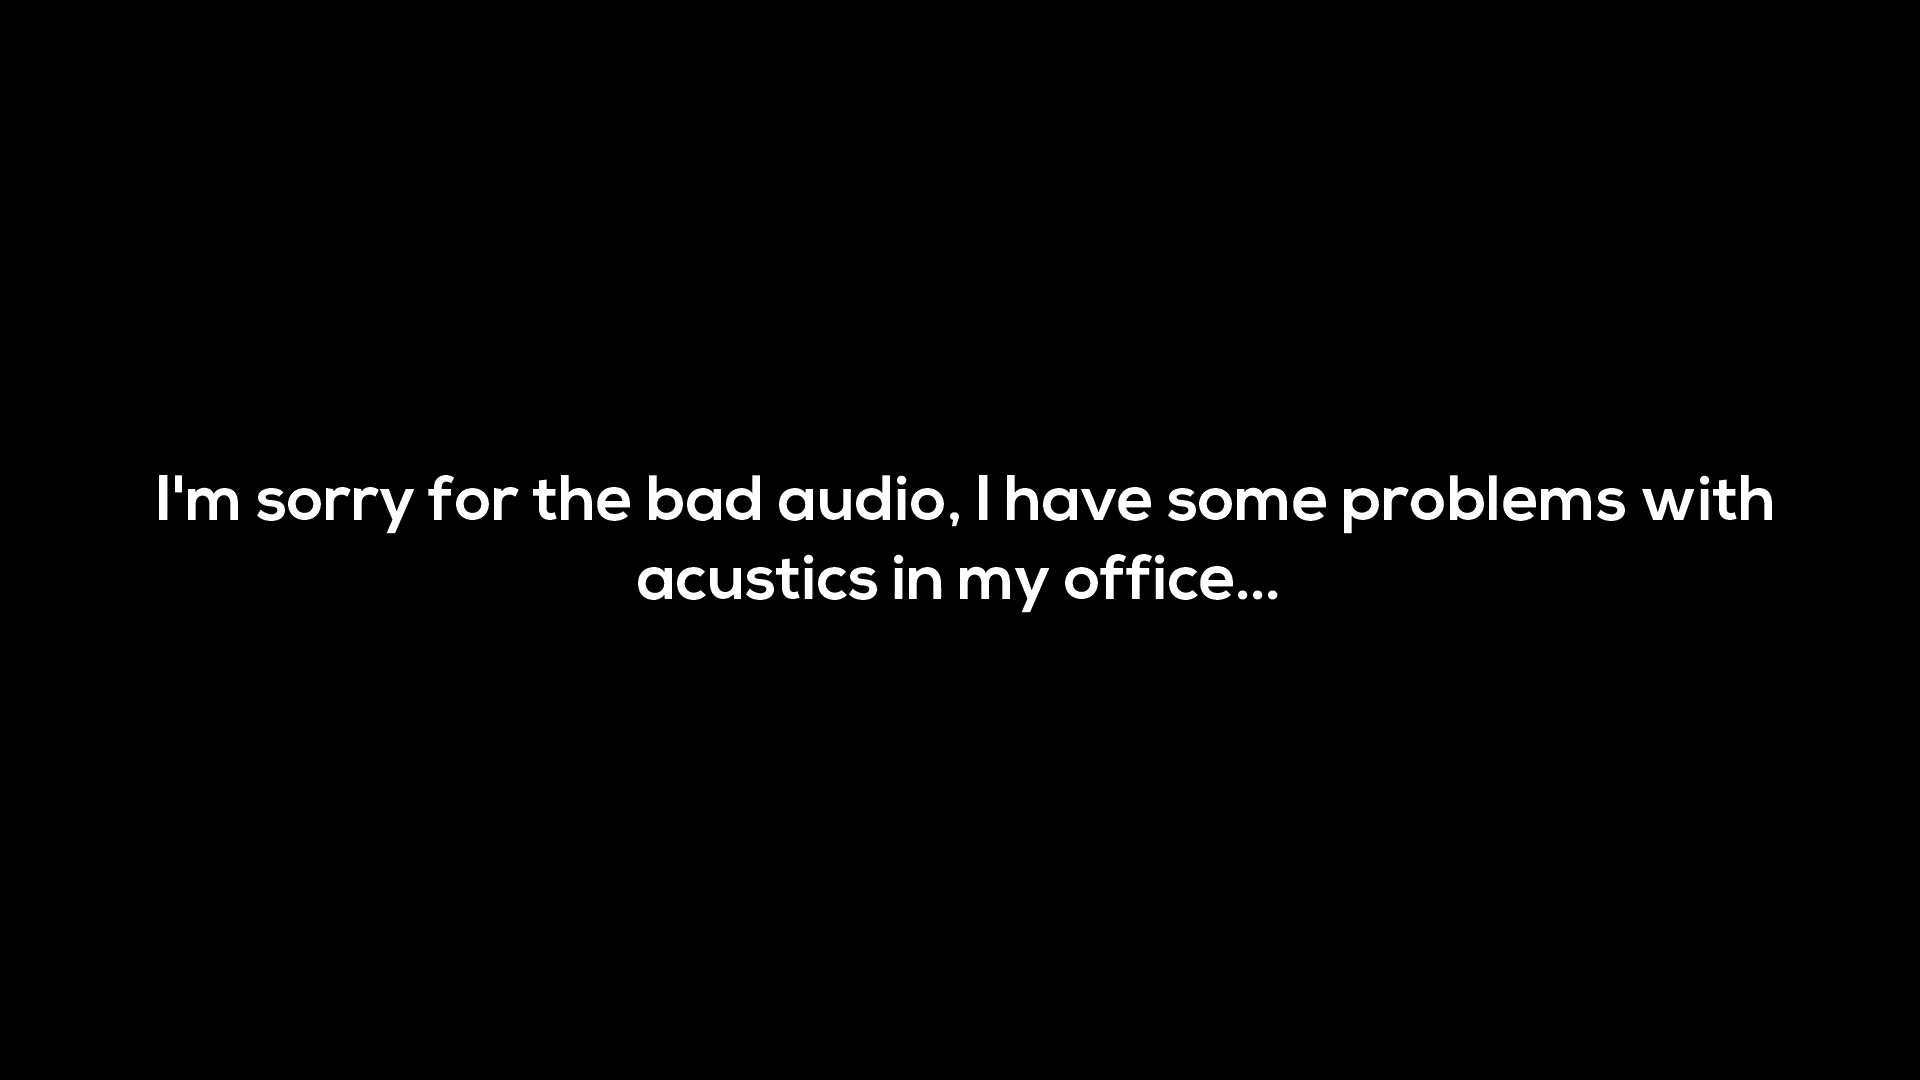 I'm sorry for the bad audio, I have some problems with
acustics in my office...